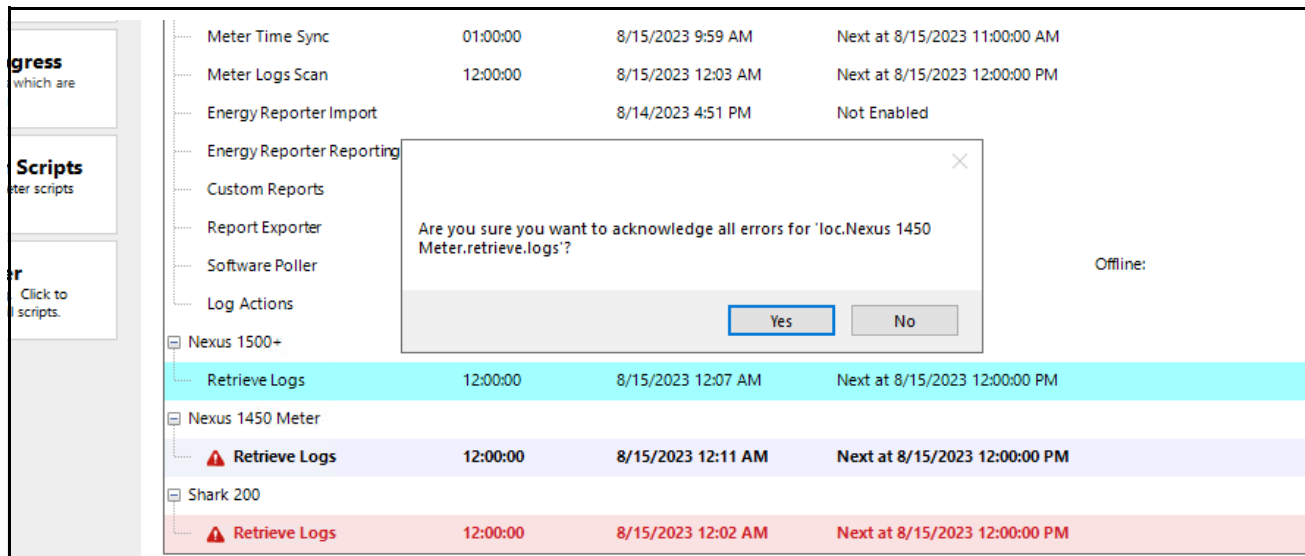 Meter Time Sync 01:00:00 8/15/2023 9:59 AM Next at 8/15/2023 11:00:00 AM
gress
which are
Meter Logs Scan 12:00:00 8/15/2023 12:03 AM Next at 8/15/2023 12:00:00 PM
Energy Reporter Import 8/14/2023 4:51 PM Not Enabled
Energy Reporter Reporting
Scripts
eter scripts
Custom Reports
Report Exporter
Are you sure you want to acknowledge all errors for 'loc.Nexus 1450
Meter.retrieve.logs'?
Software Poller Offline:
er
Click to
scripts.
Log Actions
Yes No
Nexus 1500+
Retrieve Logs 12:00:00 8/15/2023 12:07 AM Next at 8/15/2023 12:00:00 PM
Nexus 1450 Meter
Retrieve Logs 12:00:00 8/15/2023 12:11 AM Next at 8/15/2023 12:00:00 PM
Shark 200
Retrieve Logs 12:00:00 8/15/2023 12:02 AM Next at 8/15/2023 12:00:00 PM